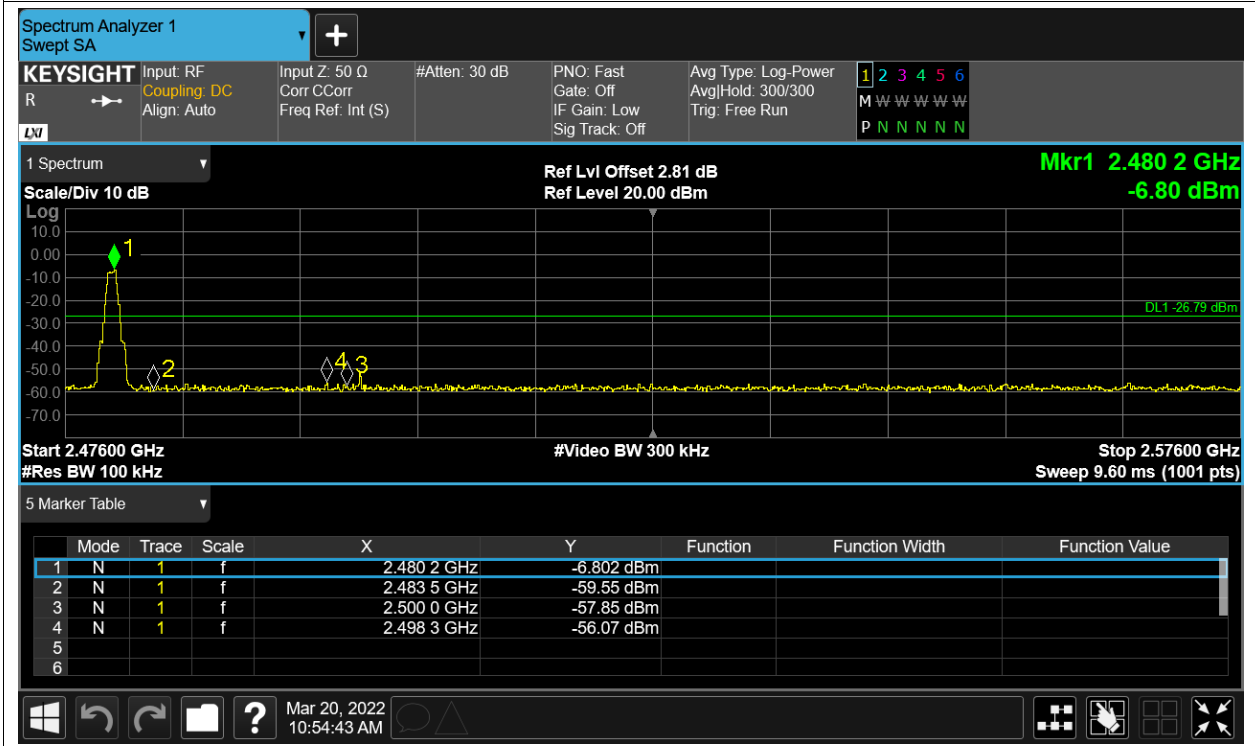 Spectrum Analyzer 1
Swept SA
+
KEYSIGHT Input: RF Input Z: 50 Ω #Atten: 30 dB PNO: Fast Avg Type: Log-Power 1 2 3 4 5 6
R Coupling: DC Corr CCorr Gate: Off Avg|Hold: 300/300 M W W W W W
Align: Auto Freq Ref: Int (S) IF Gain: Low Trig: Free Run
LXI Sig Track: Off P N N N N N
1 Spectrum Ref Lvl Offset 2.81 dB Mkr1 2.480 2 GHz
Scale/Div 10 dB Ref Level 20.00 dBm -6.80 dBm
Log
10.0
0.00 1
-10.0
-20.0 DL1 -26.79 dBm
-30.0
-40.0
-50.0 2 4 3
-60.0
-70.0
Start 2.47600 GHz #Video BW 300 kHz Stop 2.57600 GHz
#Res BW 100 kHz Sweep 9.60 ms (1001 pts)
5 Marker Table
Mode Trace Scale X Y Function Function Width Function Value
1 N 1 f 2.480 2 GHz -6.802 dBm
2 N 1 f 2.483 5 GHz -59.55 dBm
3 N 1 f 2.500 0 GHz -57.85 dBm
4 N 1 f 2.498 3 GHz -56.07 dBm
5
6
? Mar 20, 2022
10:54:43 AM